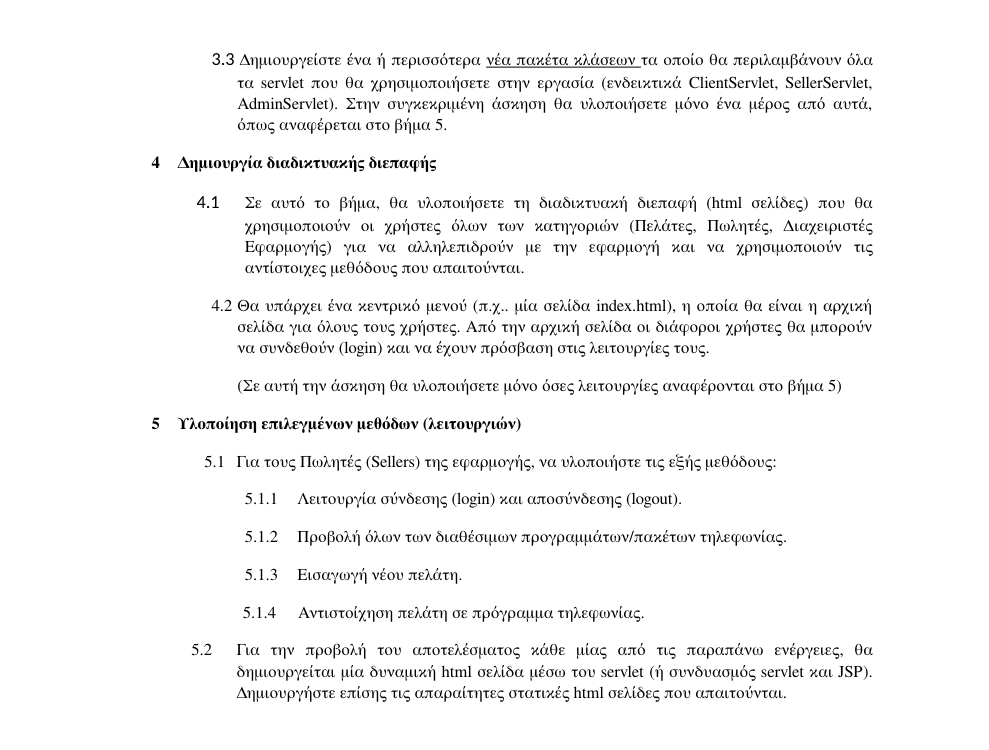 3.3 Δημιουργείστε ένα ή περισσότερα νέα πακέτα κλάσεων τα οποίο θα περιλαμβάνουν όλα
τα servlet που θα χρησιμοποιήσετε στην εργασία (ενδεικτικά ClientServlet, SellerServlet,
AdminServlet). Στην συγκεκριμένη άσκηση θα υλοποιήσετε μόνο ένα μέρος από αυτά,
όπως αναφέρεται στο βήμα 5.
4 Δημιουργία διαδικτυακής διεπαφής
4.1 Σε αυτό το βήμα, θα υλοποιήσετε τη διαδικτυακή διεπαφή (html σελίδες) που θα
χρησιμοποιούν οι χρήστες όλων των κατηγοριών (Πελάτες, Πωλητές, Διαχειριστές
Εφαρμογής) για να αλληλεπιδρούν με την εφαρμογή και να χρησιμοποιούν τις
αντίστοιχες μεθόδους που απαιτούνται.
4.2 Θα υπάρχει ένα κεντρικό μενού (π.χ.. μία σελίδα index.html), η οποία θα είναι η αρχική
σελίδα για όλους τους χρήστες. Από την αρχική σελίδα οι διάφοροι χρήστες θα μπορούν
να συνδεθούν (login) και να έχουν πρόσβαση στις λειτουργίες τους.
(Σε αυτή την άσκηση θα υλοποιήσετε μόνο όσες λειτουργίες αναφέρονται στο βήμα 5)
5 Υλοποίηση επιλεγμένων μεθόδων (λειτουργιών)
5.1 Για τους Πωλητές (Sellers) της εφαρμογής, να υλοποιήστε τις εξής μεθόδους:
5.1.1 Λειτουργία σύνδεσης (login) και αποσύνδεσης (logout).
5.1.2 Προβολή όλων των διαθέσιμων προγραμμάτων/πακέτων τηλεφωνίας.
5.1.3 Εισαγωγή νέου πελάτη.
5.1.4 Αντιστοίχηση πελάτη σε πρόγραμμα τηλεφωνίας.
5.2 Για την προβολή του αποτελέσματος κάθε μίας από τις παραπάνω ενέργειες, θα
δημιουργείται μία δυναμική html σελίδα μέσω του servlet (ή συνδυασμός servlet και JSP).
Δημιουργήστε επίσης τις απαραίτητες στατικές html σελίδες που απαιτούνται.